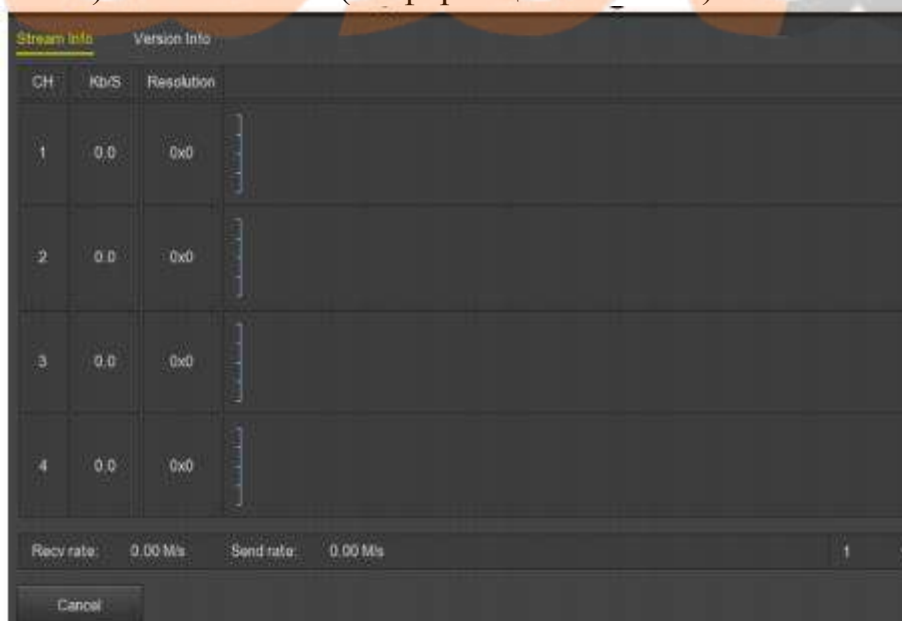 Stream Info Version Info
CH Kb/S Resolution
1 0.0 0x0
2 0.0 0x0
3 0.0 0x0
4 0.0 0x0
Recv rate: 0.00 M/s Send rate: 0.00 M/s 1
Cancel